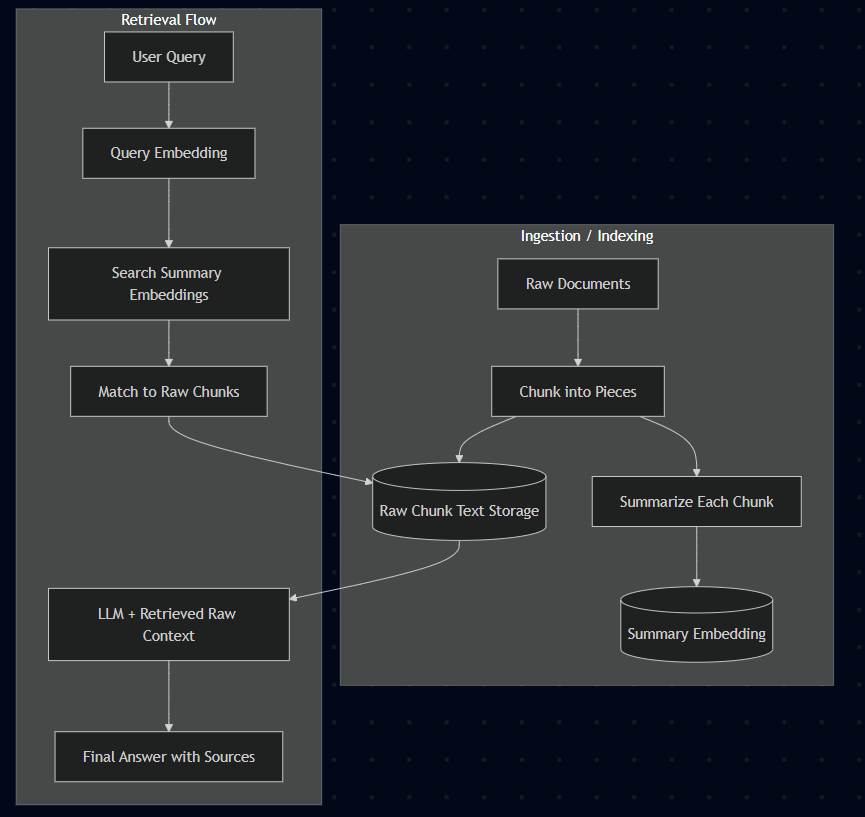 Retrieval Flow
User Query
Query Embedding
Search Summary
Embeddings
Match to Raw Chunks
LLM + Retrieved Raw
Context
Final Answer with Sources
Ingestion / Indexing
Raw Documents
Chunk into Pieces
Raw Chunk Text Storage
Summarize Each Chunk
Summary Embedding